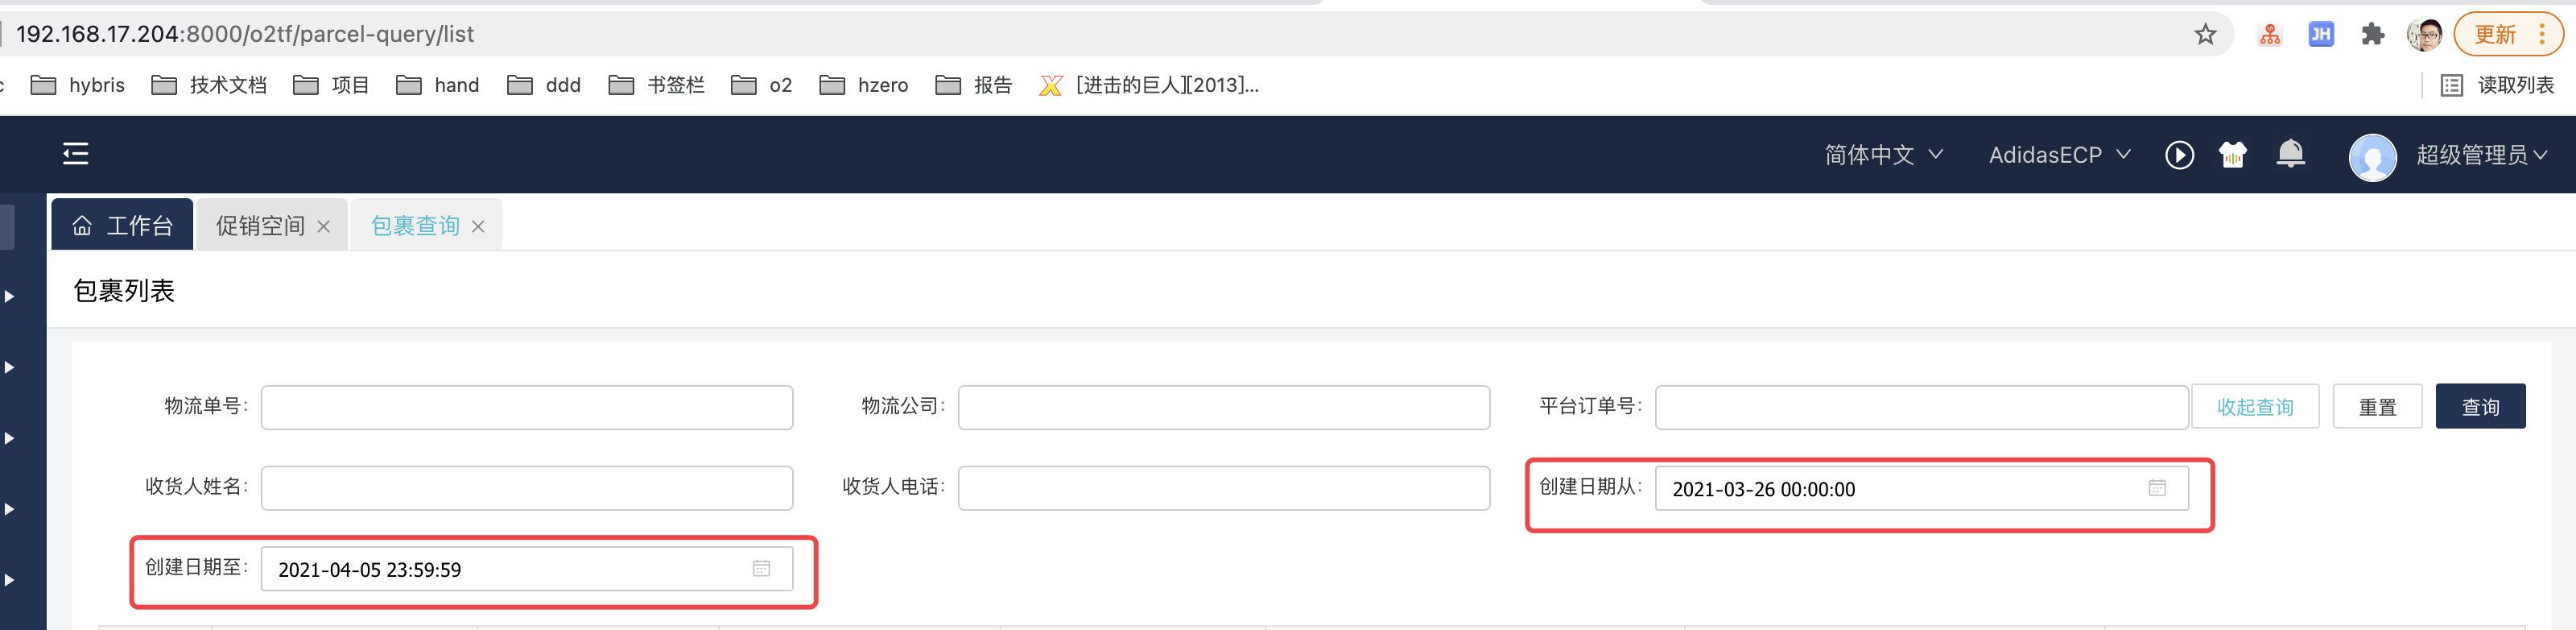 192.168.17.204:8000/o2tf/parcel-query/list
更新
hybris 技术文档 项目 hand ddd 书签栏 o2 hzero 报告 [进击的巨人][2013]... 读取列表
简体中文 AdidasECP 超级管理员
工作台 促销空间 包裹查询
包裹列表
物流单号: 物流公司: 平台订单号: 收起查询 重置 查询
收货人姓名: 收货人电话: 创建日期从: 2021-03-26 00:00:00
创建日期至: 2021-04-05 23:59:59